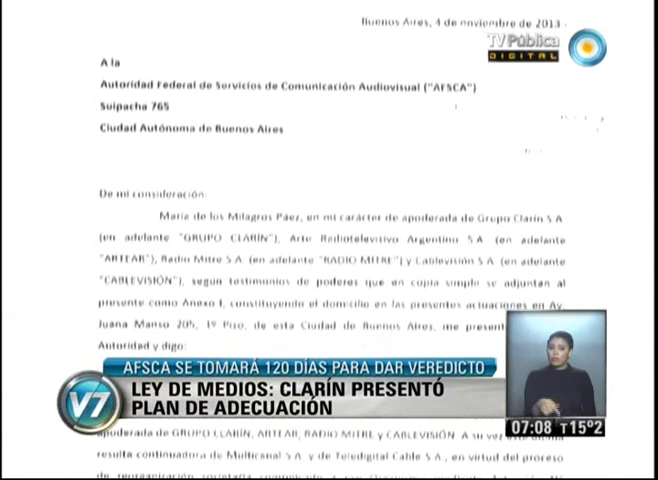 Buenos Aires, 4 de noviembre de 2013
TV Pública
DIGITAL
A la
Autoridad Federal de Servicios de Comunicación Audiovisual ("AFSCA")
Suipacha 765
Ciudad Autónoma de Buenos Aires
De mi consideración:
María de los Milagros Páez, en mi carácter de apoderada de Grupo Clarín S.A.
(en adelante "GRUPO CLARÍN"), Arte Radiotelevisivo Argentino S.A. (en adelante
"ARTEAR"), Radio Mitre S.A. (en adelante "RADIO MITRE") y Cablevisión S.A. (en adelante
"CABLEVISIÓN"), según testimonios de poderes que en copia simple se adjuntan al
presente como Anexo I, constituyendo el domicilio en las presentes actuaciones en Av.
Juana Manso 205, 1º Piso, de esta Ciudad de Buenos Aires, me
Autoridad y digo:
AFSCA SE TOMARÁ 120 DÍAS PARA DAR VEREDICTO
V7
LEY DE MEDIOS: CLARÍN PRESENTÓ
PLAN DE ADECUACIÓN
07:08 T 15º2
apoderada de GRUPO CLARÍN, ARTEAR, RADIO MITRE y CABLEVISIÓN. A su vez
resulta continuadora de Multicanal S.A. y de Teledigital Cable S.A., en virtud del proceso